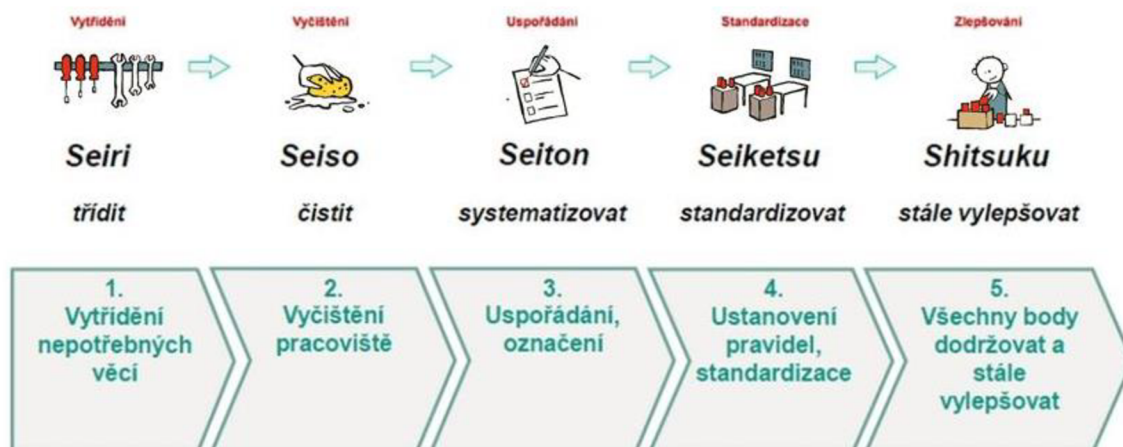 Vytřídění
Vyčištění
Uspořádání
Standardizace
Zlepšování
Seiri
Seiso
Seiton
Seiketsu
Shitsuku
třídit
čistit
systematizovat
standardizovat
stále vylepšovat
1.
Vytřídění
nepotřebných
věcí
2.
Vyčištění
pracoviště
3.
Uspořádání,
označení
4.
Ustanovení
pravidel,
standardizace
5.
Všechny body
dodržovat a
stále
vylepšovat